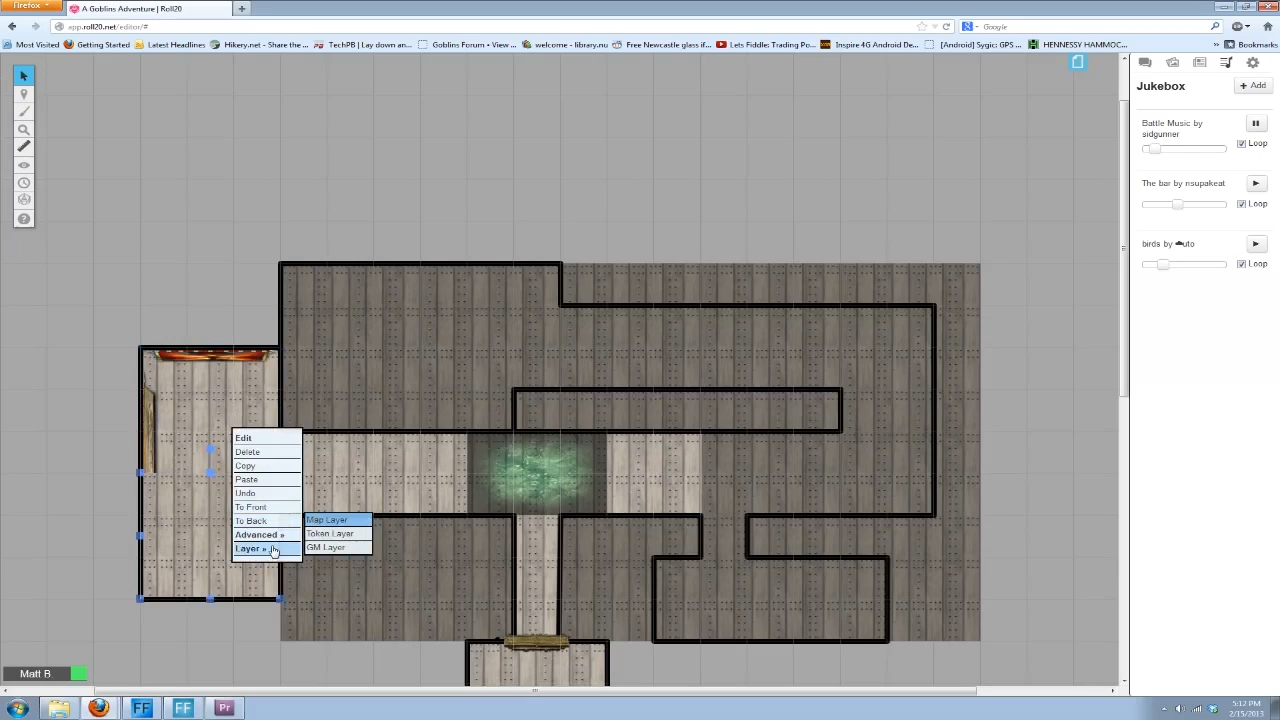 Firefox
A Goblins Adventure | Roll20
app.roll20.net/editor/#
Google
Most Visited
Getting Started
Latest Headlines
Hikery.net - Share the ...
TechPB | Lay down an...
Goblins Forum • View ...
welcome - library.nu
Free Newcastle glass if...
Lets Fiddle: Trading Po...
Inspire 4G Android De...
[Android] Sygic: GPS ...
HENNESSY HAMMOC...
Bookmarks
Jukebox
+ Add
Battle Music by
sidgunner
Loop
The bar by nsupakeat
Loop
Loop
Edit
Delete
Copy
Paste
Undo
To Front
To Back
Advanced »
Layer »
Map Layer
Token Layer
GM Layer
Matt B.
FF
FF
Pr
5:12 PM
2/15/2013